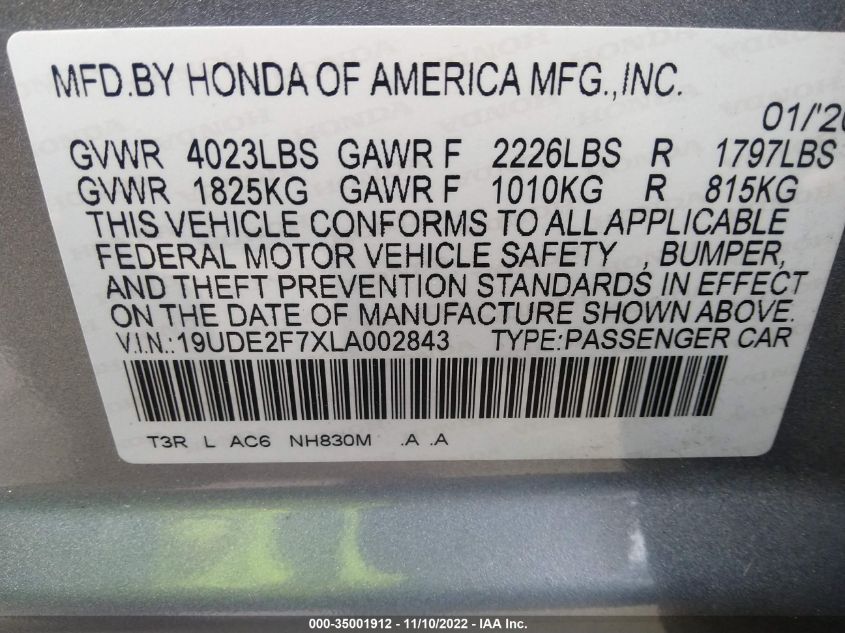 MFD.BY HONDA OF AMERICA MFG.,INC.
01/'20
GVWR 4023LBS GAWR F 2226LBS R 1797LBS
GVWR 1825KG GAWR F 1010KG R 815KG
THIS VEHICLE CONFORMS TO ALL APPLICABLE
FEDERAL MOTOR VEHICLE SAFETY , BUMPER,
AND THEFT PREVENTION STANDARDS IN EFFECT
ON THE DATE OF MANUFACTURE SHOWN ABOVE.
V.I.N.:19UDE2F7XLA002843 TYPE:PASSENGER CAR
T3R L AC6 NH830M .A .A
000-35001912 - 11/10/2022 - IAA Inc.